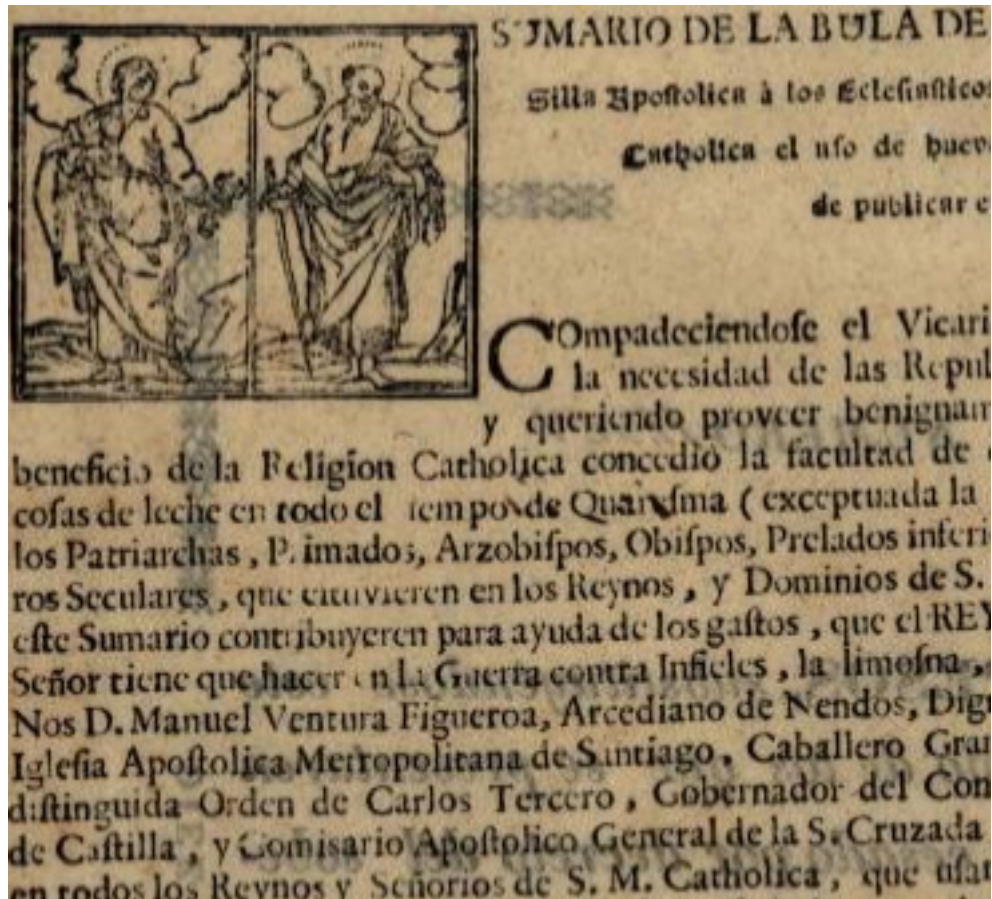 SUMARIO DE LA BULA DE
Silla Apoſtolica à los Ecleſiaſticos
Catholica el uſo de huevo
de publicar e
COmpadeciendoſe el Vicari
la necesidad de las Repul
y queriendo proveer benignam
beneficio de la Religion Catholica concedió la facultad de
coſas de leche en todo el tempo de Quareſma ( exceptuada la
los Patriarchas, Primados, Arzobiſpos, Obiſpos, Prelados inferi
ros Seculares, que eſtuvieren en los Reynos, y Dominios de S.
eſte Sumario contribuyeren para ayuda de los gaſtos, que el REY
Señor tiene que hacer en la Guerra contra Infieles, la limoſna,
Nos D. Manuel Ventura Figueroa, Arcediano de Nendos, Dig
Igleſia Apoſtolica Metropolitana de Santiago, Caballero Gran
diſtinguida Orden de Carlos Tercero, Gobernador del Con
de Caſtilla, y Comisario Apoſtolico General de la S. Cruzada
en todos los Reynos y Señorios de S. M. Catholica, que uſan